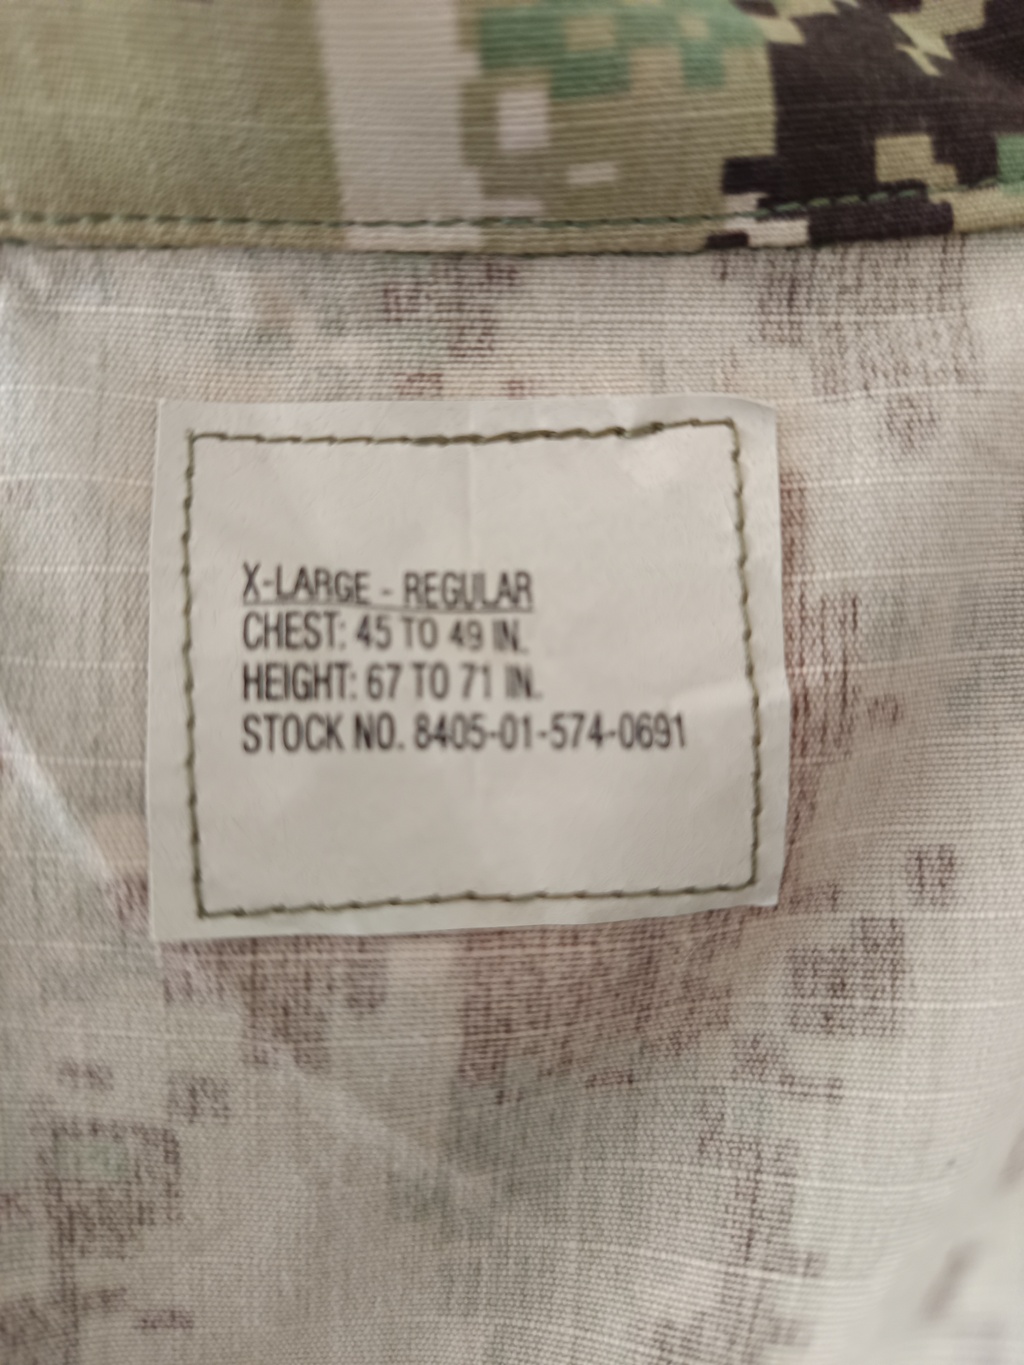 X-LARGE - REGULAR
CHEST: 45 TO 49 IN.
HEIGHT: 67 TO 71 IN.
STOCK NO. 8405-01-574-0691